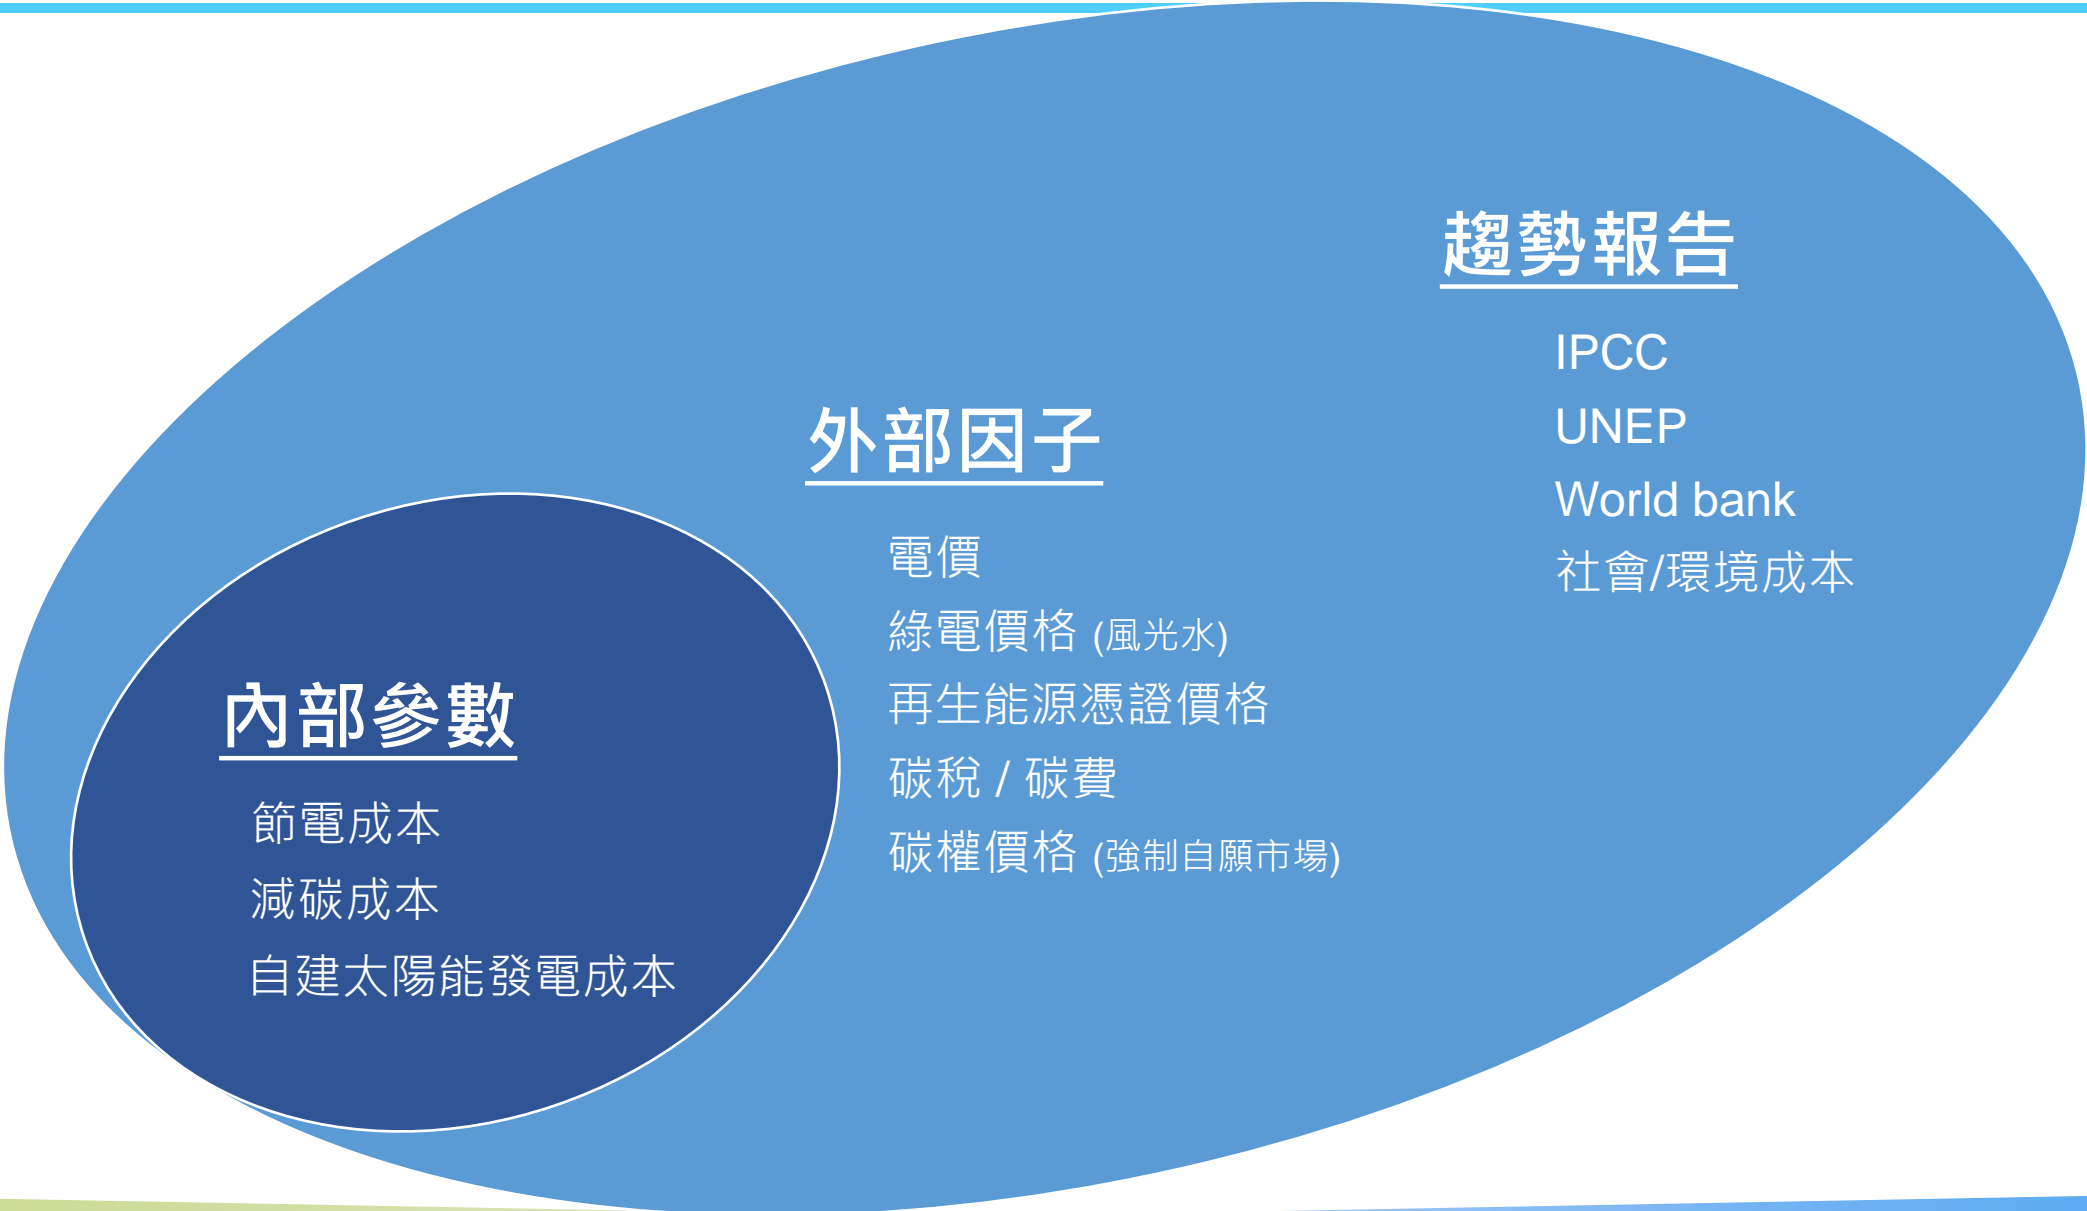 內部參數
節電成本
減碳成本
自建太陽能發電成本
外部因子
電價
綠電價格 (風光水)
再生能源憑證價格
碳稅 / 碳費
碳權價格 (強制自願市場)
趨勢報告
IPCC
UNEP
World bank
社會/環境成本